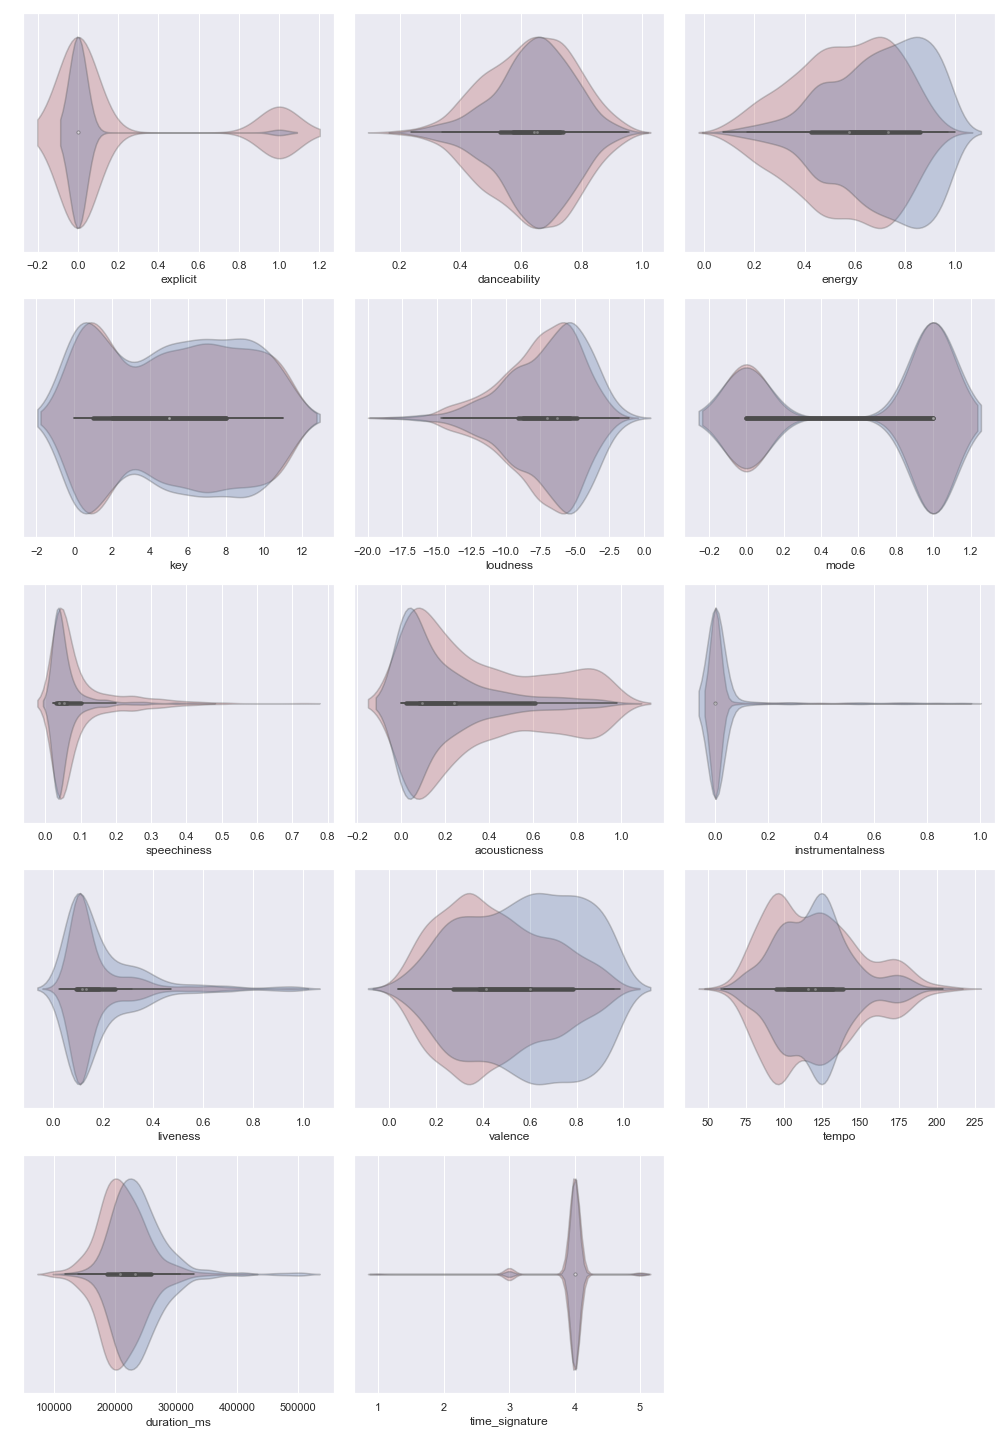 −0.2 0.0 0.2 0.4 0.6 0.8 1.0 1.2
explicit
0.2 0.4 0.6 0.8 1.0
danceability
0.0 0.2 0.4 0.6 0.8 1.0
energy
−2 0 2 4 6 8 10 12
key
−20.0 −17.5 −15.0 −12.5 −10.0 −7.5 −5.0 −2.5 0.0
loudness
−0.2 0.0 0.2 0.4 0.6 0.8 1.0 1.2
mode
0.0 0.1 0.2 0.3 0.4 0.5 0.6 0.7 0.8
speechiness
−0.2 0.0 0.2 0.4 0.6 0.8 1.0
acousticness
0.0 0.2 0.4 0.6 0.8 1.0
instrumentalness
0.0 0.2 0.4 0.6 0.8 1.0
liveness
0.0 0.2 0.4 0.6 0.8 1.0
valence
50 75 100 125 150 175 200 225
tempo
100000 200000 300000 400000 500000
duration_ms
1 2 3 4 5
time_signature